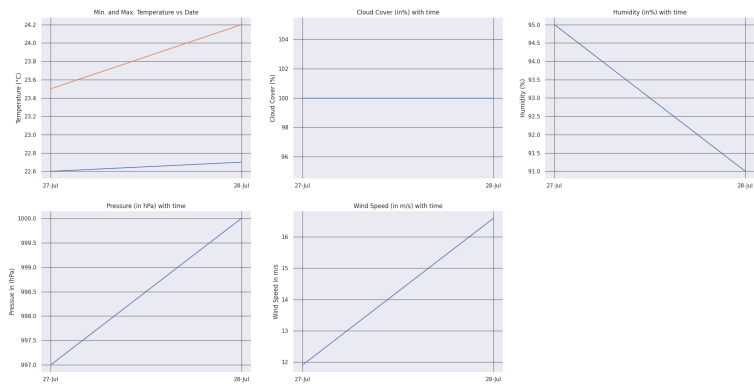 Min. and Max. Temperature vs Date
Temperature (°C)
24.2
24.0
23.8
23.6
23.4
23.2
23.0
22.8
22.6
27-Jul
28-Jul
Cloud Cover (in%) with time
Cloud Cover (%)
104
102
100
98
96
27-Jul
28-Jul
Humidity (in%) with time
Humidity (%)
95.0
94.5
94.0
93.5
93.0
92.5
92.0
91.5
91.0
27-Jul
28-Jul
Pressure (in hPa) with time
Pressue in (hPa)
1000.0
999.5
999.0
998.5
998.0
997.5
997.0
27-Jul
28-Jul
Wind Speed (in m/s) with time
Wind Speed in m/s
16
15
14
13
12
27-Jul
28-Jul